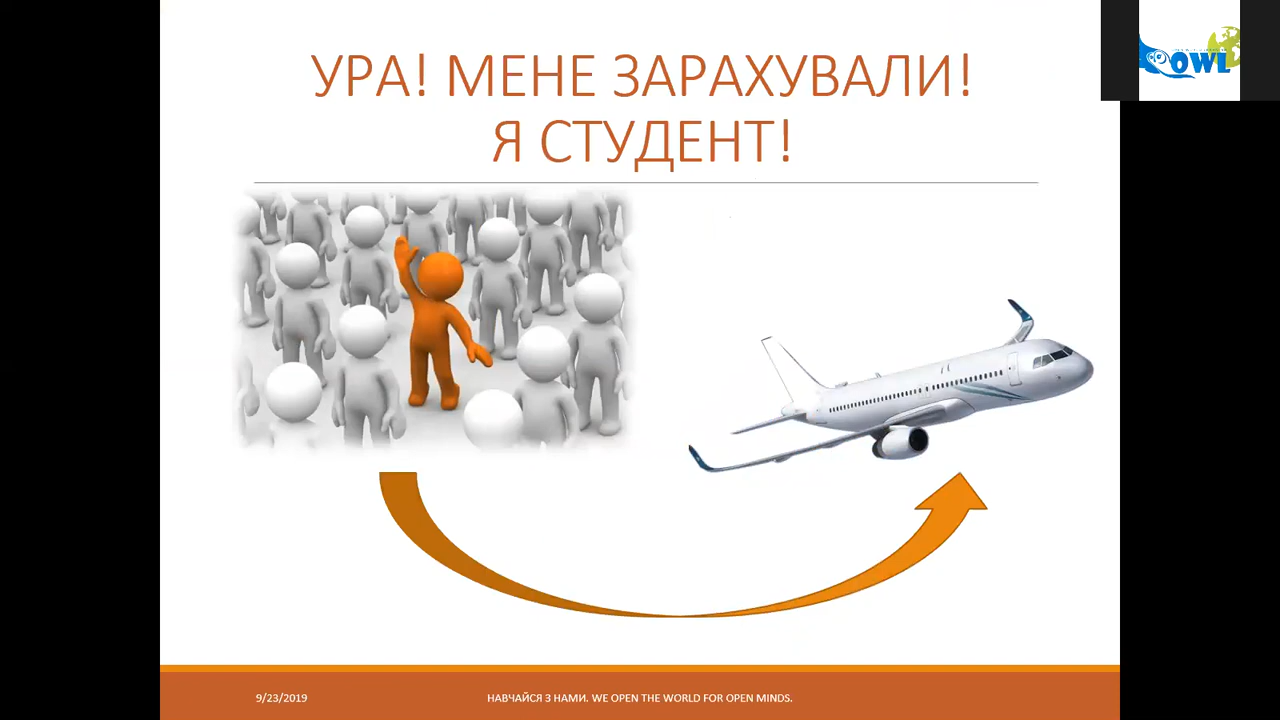 УРА! МЕНЕ ЗАРАХУВАЛИ!
Я СТУДЕНТ!
OWL
9/23/2019
НАВЧАЙСЯ З НАМИ. WE OPEN THE WORLD FOR OPEN MINDS.